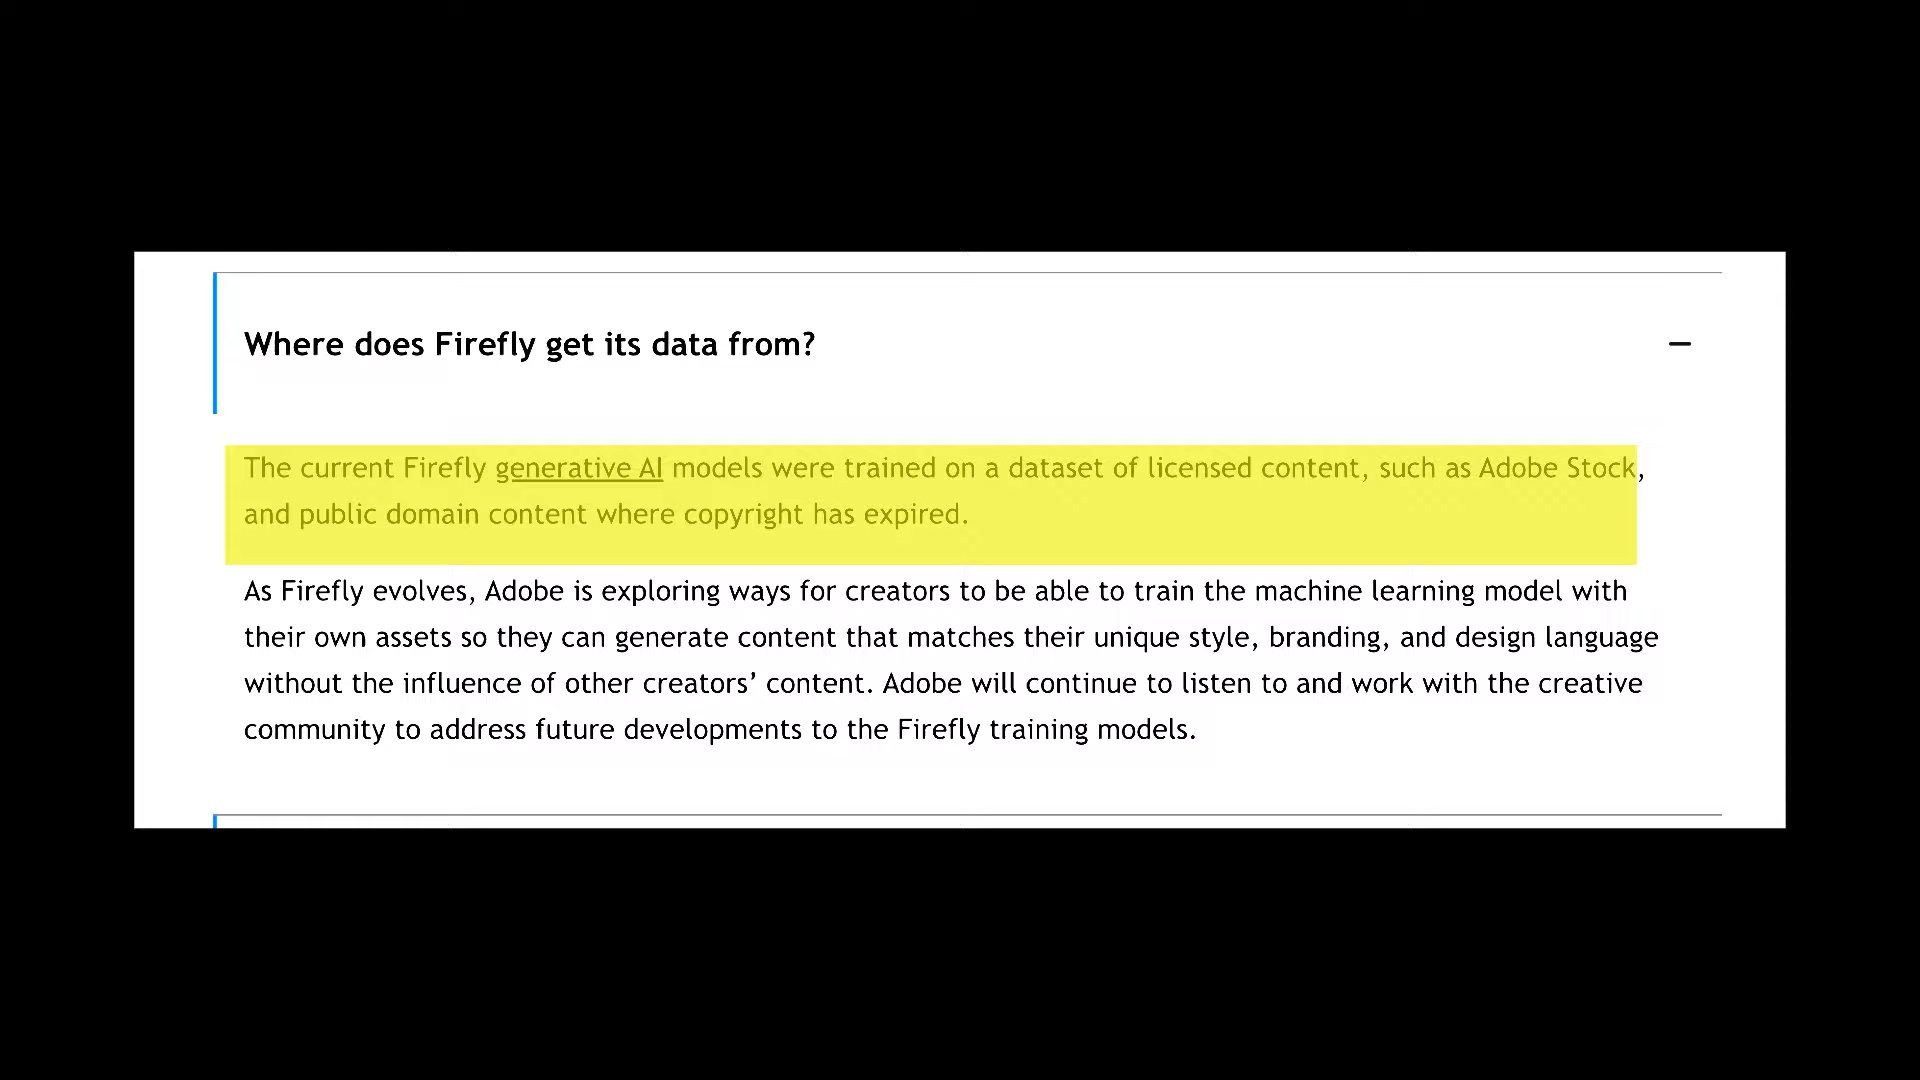 Where does Firefly get its data from?
The current Firefly generative AI models were trained on a dataset of licensed content, such as Adobe Stock,
and public domain content where copyright has expired.
As Firefly evolves, Adobe is exploring ways for creators to be able to train the machine learning model with
their own assets so they can generate content that matches their unique style, branding, and design language
without the influence of other creators’ content. Adobe will continue to listen to and work with the creative
community to address future developments to the Firefly training models.